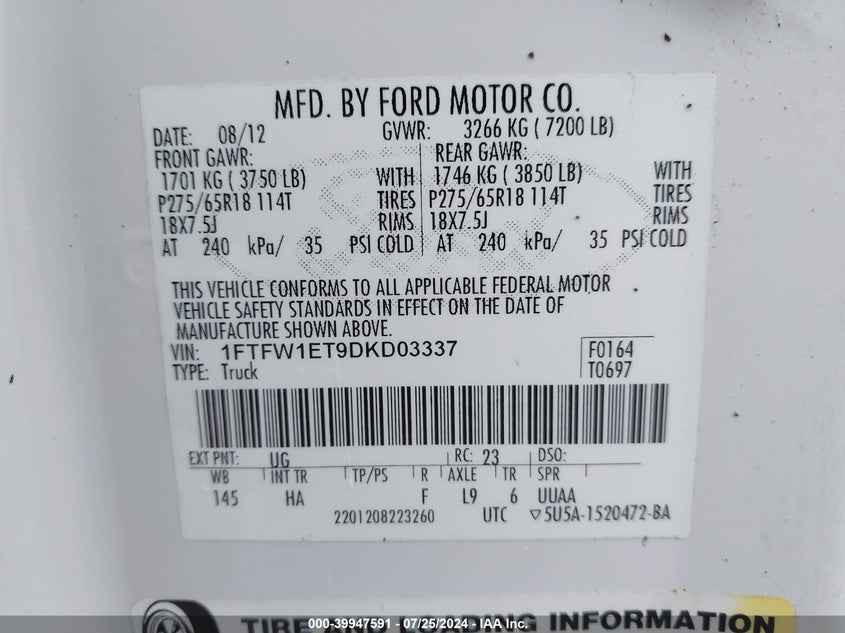 MFD. BY FORD MOTOR CO.
DATE: 08/12 GVWR: 3266 KG ( 7200 LB)
FRONT GAWR: REAR GAWR:
1701 KG ( 3750 LB) WITH 1746 KG ( 3850 LB) WITH
P275/65R18 114T TIRES P275/65R18 114T TIRES
18X7.5J RIMS 18X7.5J RIMS
AT 240 kPa/ 35 PSI COLD AT 240 kPa/ 35 PSI COLD
THIS VEHICLE CONFORMS TO ALL APPLICABLE FEDERAL MOTOR
VEHICLE SAFETY STANDARDS IN EFFECT ON THE DATE OF
MANUFACTURE SHOWN ABOVE.
VIN: 1FTFW1ET9DKD03337 F0164
TYPE: Truck T0697
EXT PNT: UG RC: 23 DSO:
WB INT TR TP/PS R AXLE TR SPR
145 HA F L9 6 UUAA
2201208223260 UTC ▽5U5A-1520472-BA
TIRE AND LOADING INFORMATION
000-39947591 - 07/25/2024 - IAA Inc.